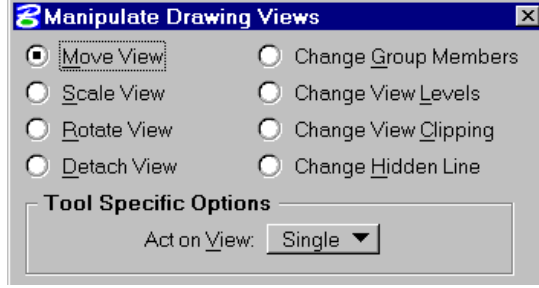 Manipulate Drawing Views
Move View
Change Group Members
Scale View
Change View Levels
Rotate View
Change View Clipping
Detach View
Change Hidden Line
Tool Specific Options
Act on View: Single